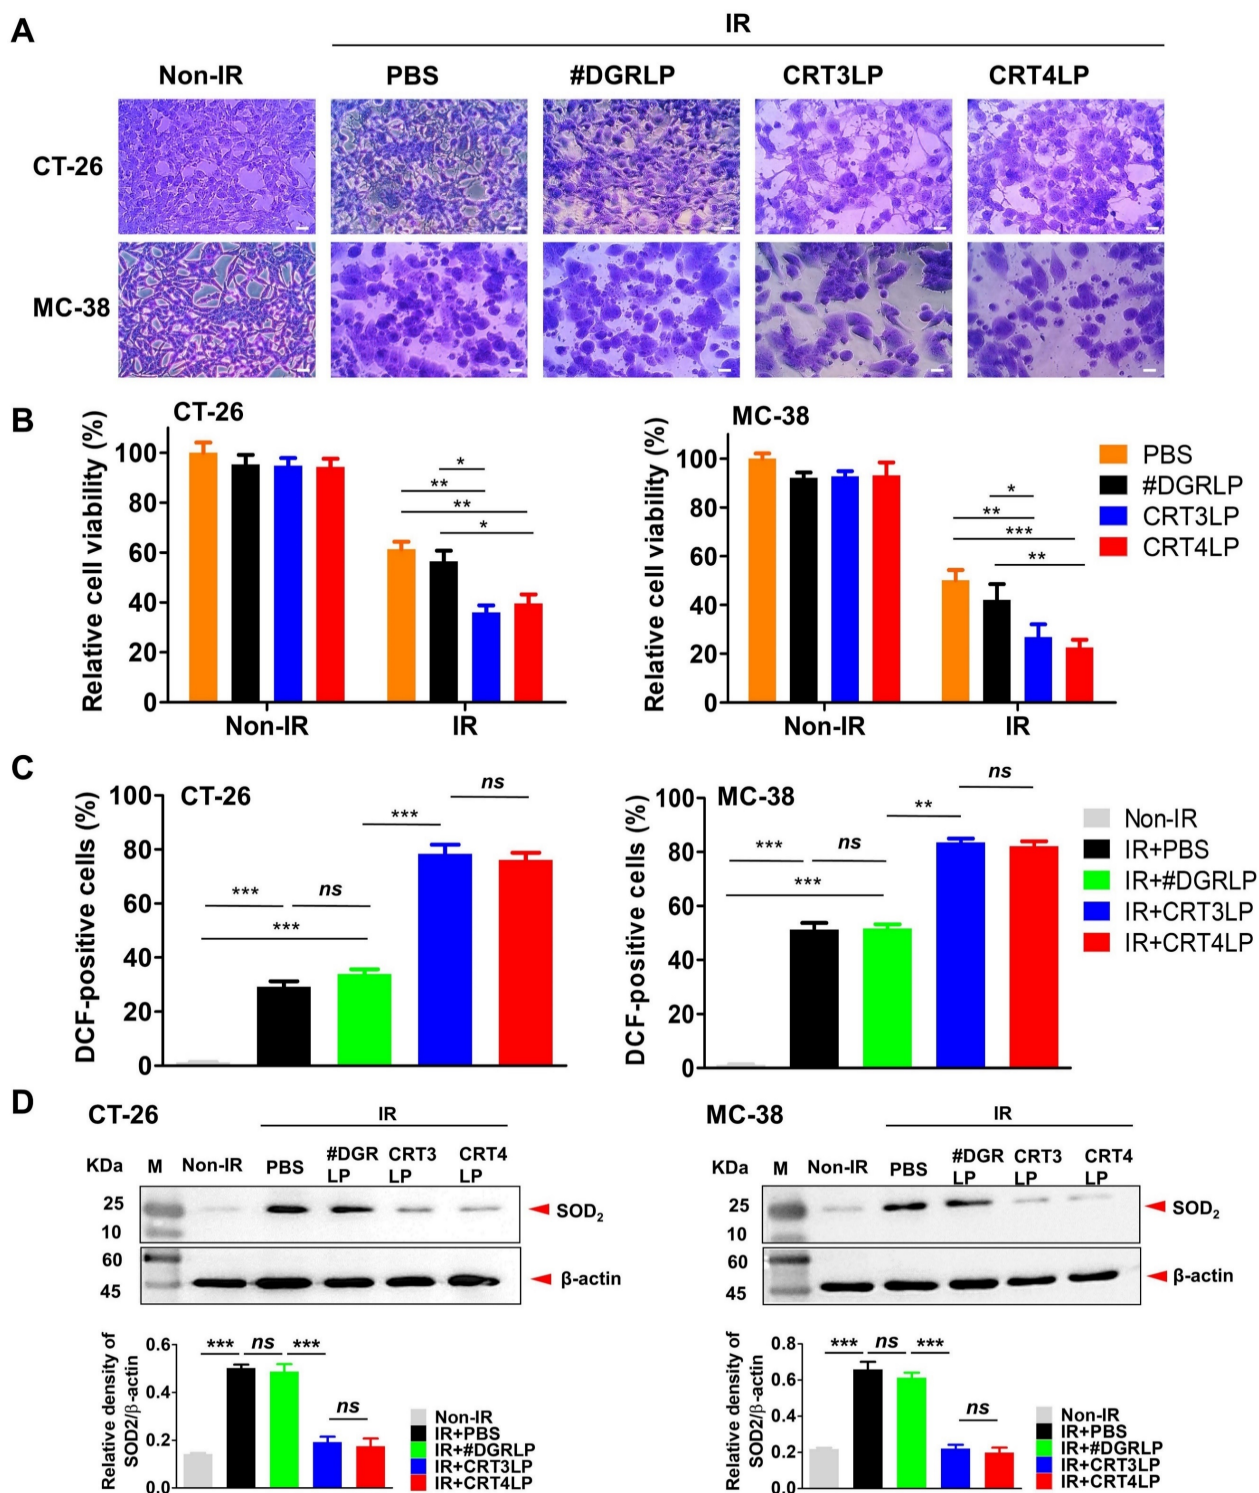 A
IR
Non-IR PBS #DGRLP CRT3LP CRT4LP
CT-26
MC-38
B
CT-26
Relative cell viability (%)
100
80
60
40
20
0
*
**
**
*
Non-IR IR
MC-38
Relative cell viability (%)
100
80
60
40
20
0
*
**
***
**
Non-IR IR
PBS
#DGRLP
CRT3LP
CRT4LP
C
CT-26
DCF-positive cells (%)
100
80
60
40
20
0
ns
***
*** ns
***
MC-38
DCF-positive cells (%)
100
80
60
40
20
0
ns
**
*** ns
***
Non-IR
IR+PBS
IR+#DGRLP
IR+CRT3LP
IR+CRT4LP
D
CT-26
IR
KDa M Non-IR PBS #DGR LP CRT3 LP CRT4 LP
25
10
SOD2
60
45
β-actin
Relative density of
SOD2/β-actin
0.6
0.4
0.2
0.0
*** ns ***
ns
Non-IR
IR+PBS
IR+#DGRLP
IR+CRT3LP
IR+CRT4LP
MC-38
IR
KDa M Non-IR PBS #DGR LP CRT3 LP CRT4 LP
25
10
SOD2
60
45
β-actin
Relative density of
SOD2/β-actin
0.8
0.6
0.4
0.2
0.0
*** ns ***
ns
Non-IR
IR+PBS
IR+#DGRLP
IR+CRT3LP
IR+CRT4LP